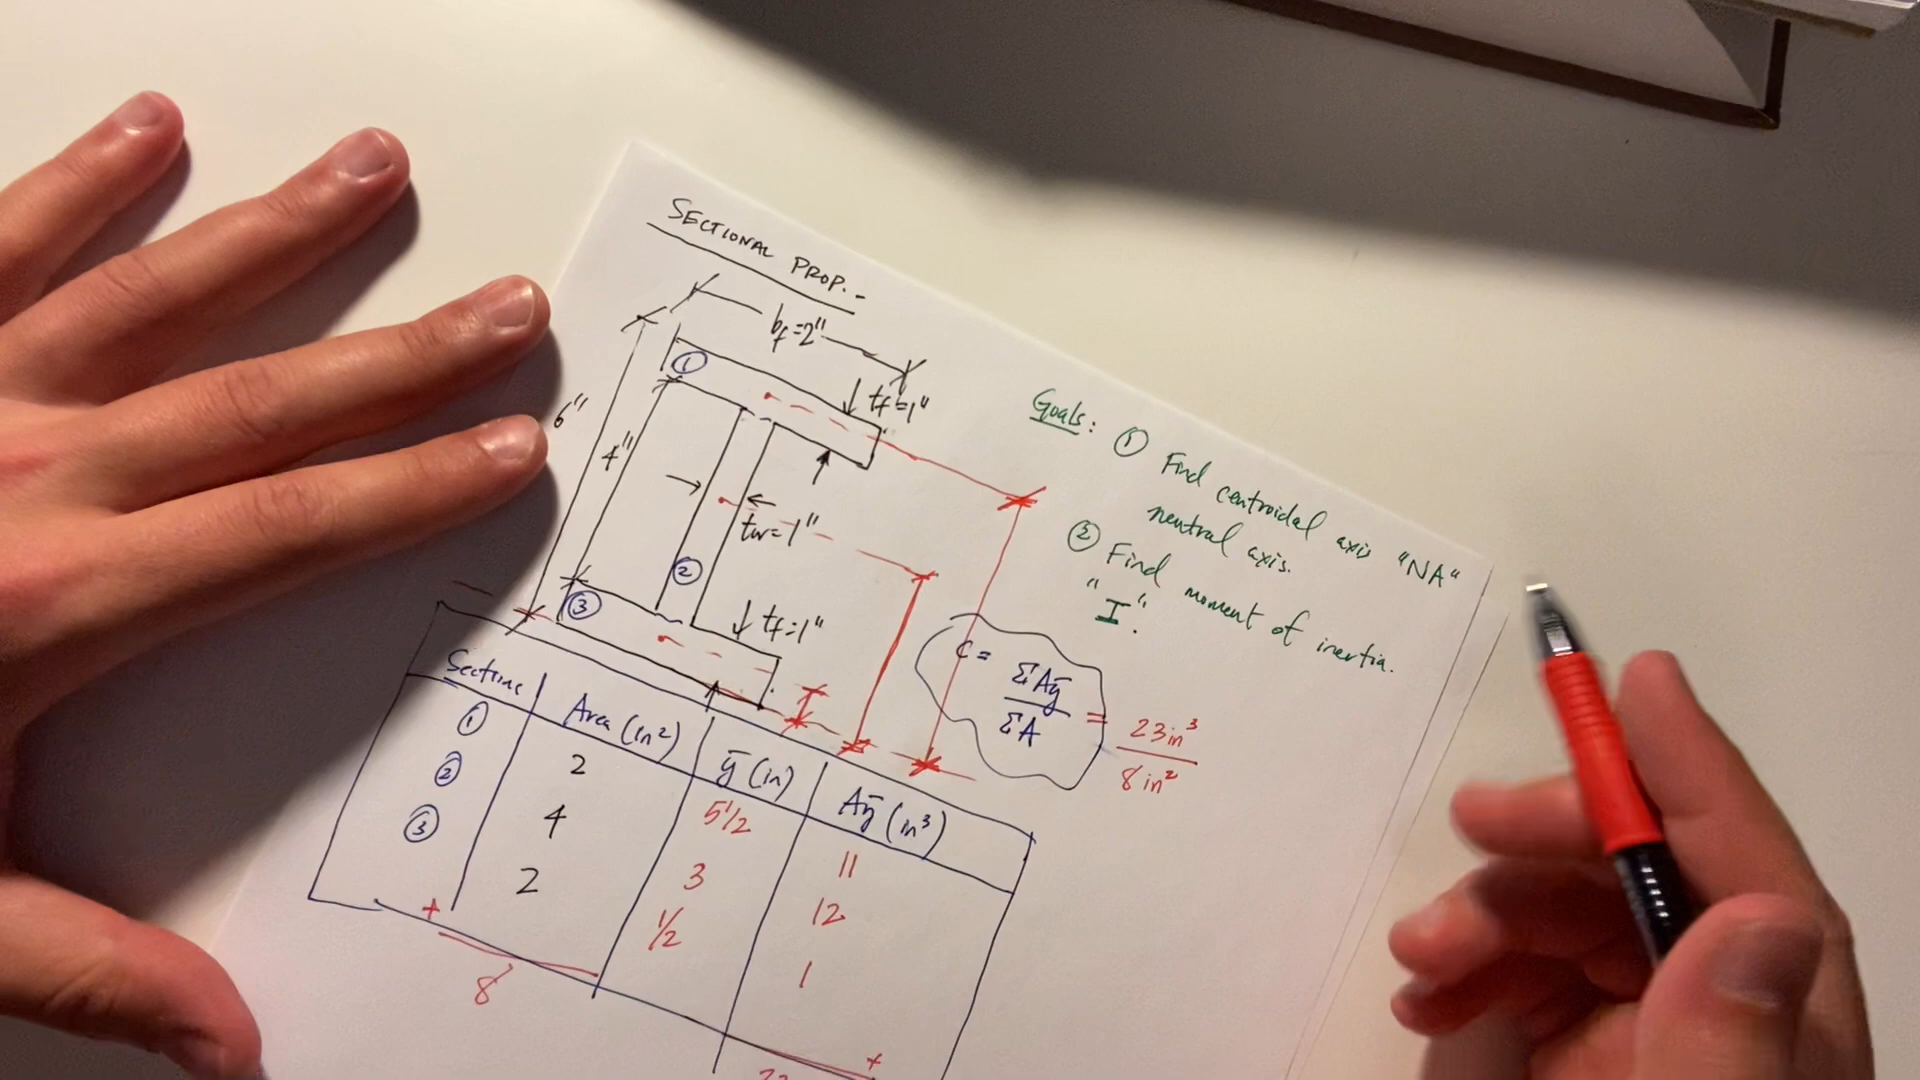 SECTIONAL PROP.-
bf=2"
①
tf=1"
6"
4"
tw=1"
②
③
tf=1"
Goals: ① Find centroidal axis "NA"
neutral axis.
② Find moment of inertia.
"I".
C = ΣAȳ / ΣA = 23in³ / 8in²
Sections Area (in²) ȳ (in) Aȳ (in³)
① 2 5 1/2 11
② 4 3 12
③ 2 1/2 1
+
8
+